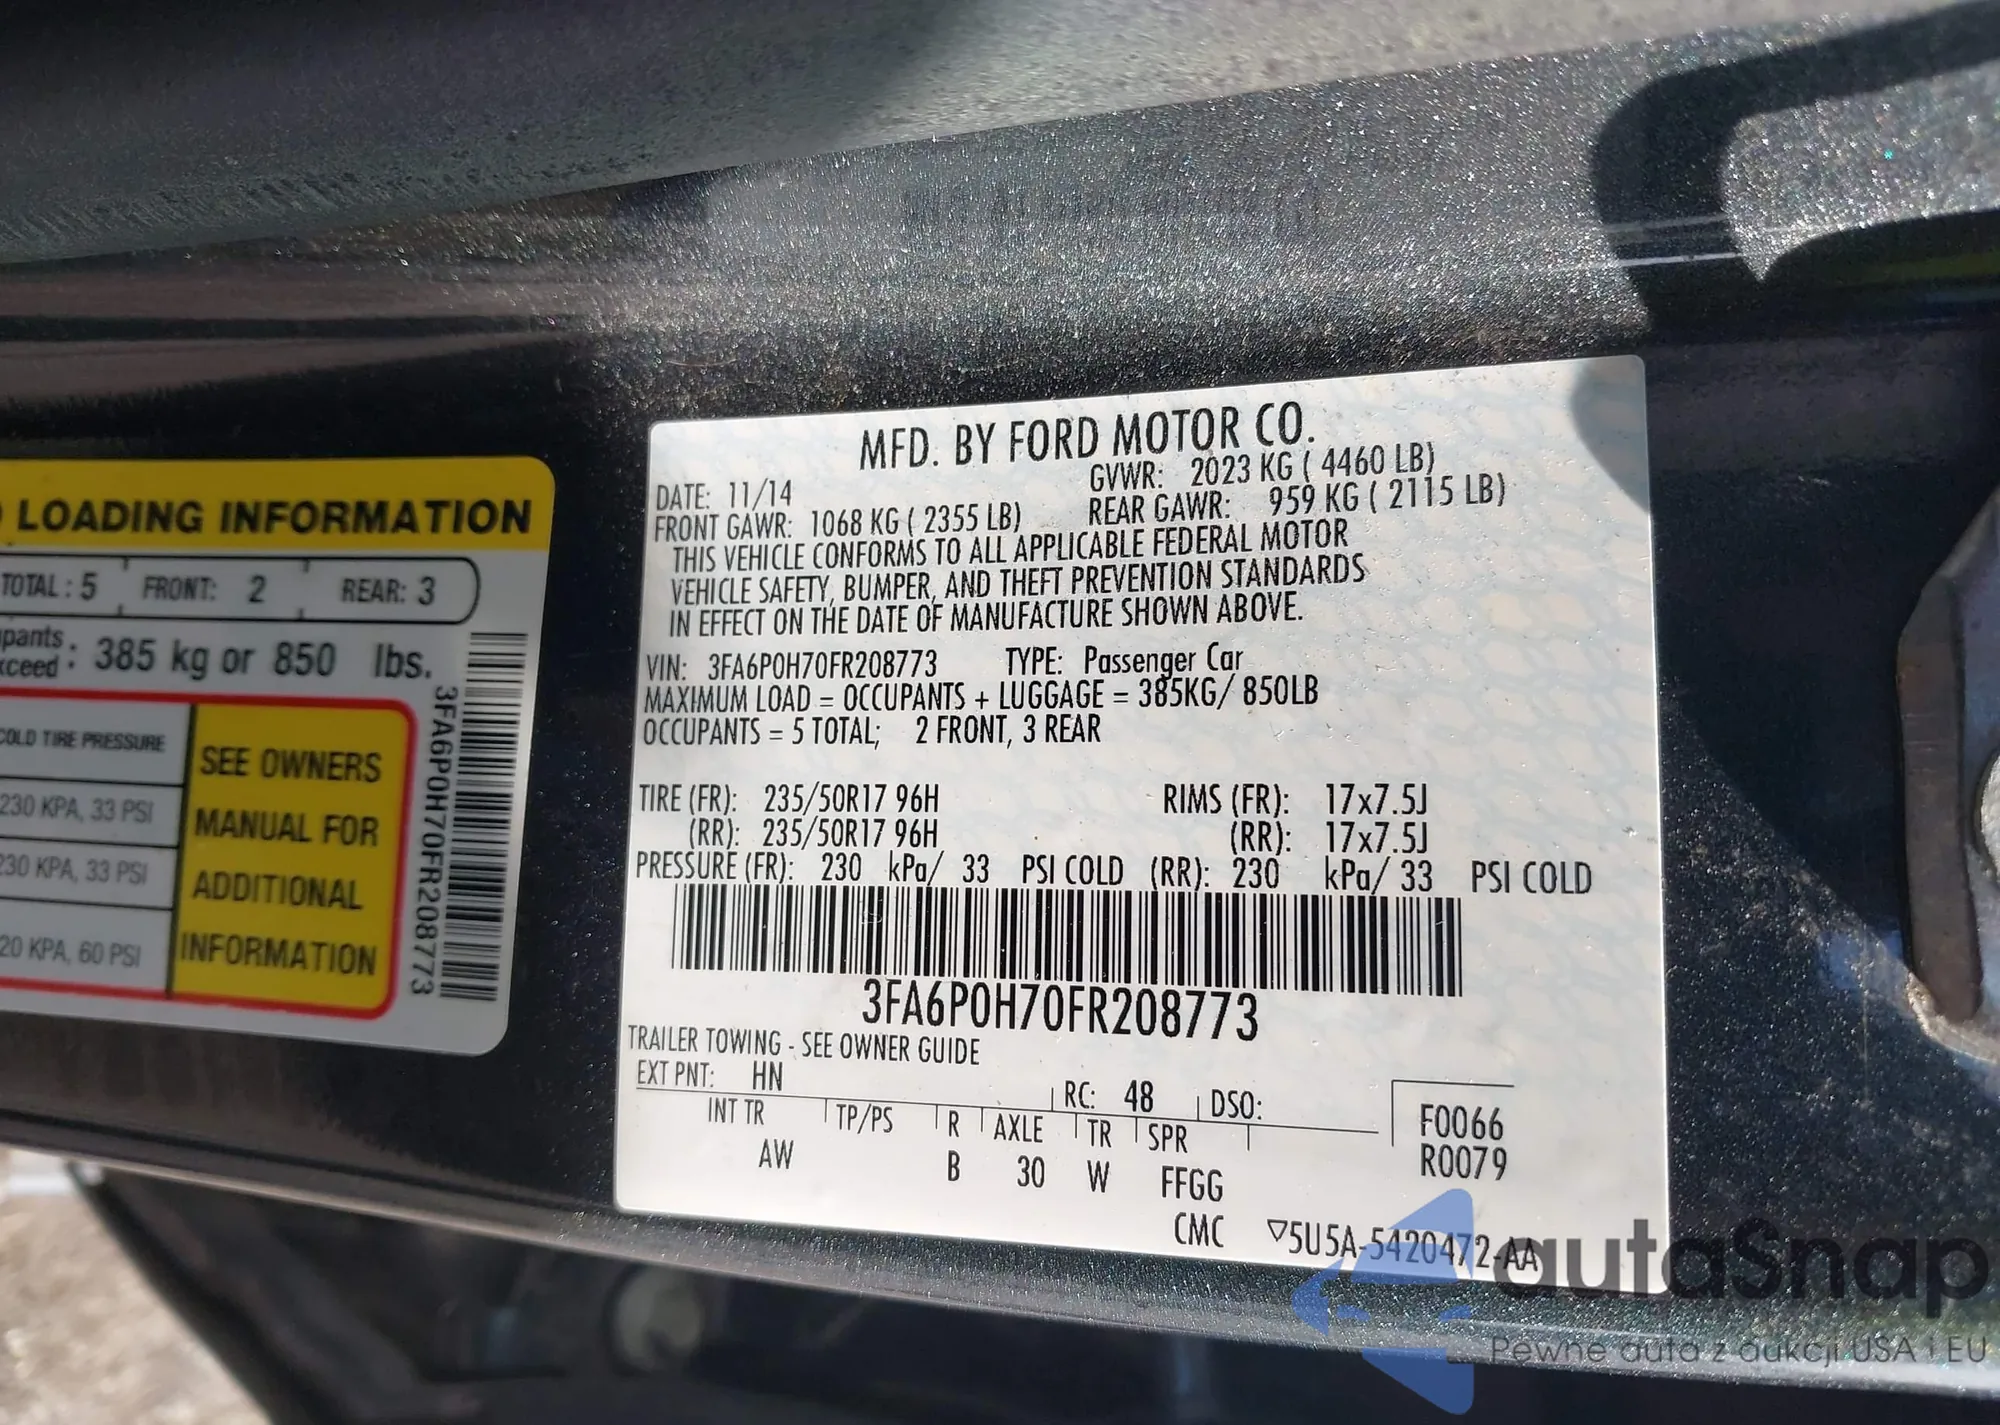 LOADING INFORMATION
TOTAL : 5 FRONT: 2 REAR: 3
385 kg or 850 lbs.
COLD TIRE PRESSURE
230 KPA, 33 PSI
230 KPA, 33 PSI
20 KPA, 60 PSI
SEE OWNERS
MANUAL FOR
ADDITIONAL
INFORMATION
3FA6P0H70FR208773
MFD. BY FORD MOTOR CO.
DATE: 11/14 GVWR: 2023 KG ( 4460 LB)
FRONT GAWR: 1068 KG ( 2355 LB) REAR GAWR: 959 KG ( 2115 LB)
THIS VEHICLE CONFORMS TO ALL APPLICABLE FEDERAL MOTOR
VEHICLE SAFETY, BUMPER, AND THEFT PREVENTION STANDARDS
IN EFFECT ON THE DATE OF MANUFACTURE SHOWN ABOVE.
VIN: 3FA6P0H70FR208773 TYPE: Passenger Car
MAXIMUM LOAD = OCCUPANTS + LUGGAGE = 385KG/ 850LB
OCCUPANTS = 5 TOTAL; 2 FRONT, 3 REAR
TIRE (FR): 235/50R17 96H RIMS (FR): 17x7.5J
(RR): 235/50R17 96H (RR): 17x7.5J
PRESSURE (FR): 230 kPa/ 33 PSI COLD (RR): 230 kPa/ 33 PSI COLD
3FA6P0H70FR208773
TRAILER TOWING - SEE OWNER GUIDE
EXT PNT: HN RC: 48 DSO:
INT TR TP/PS R AXLE TR SPR F0066
AW B 30 W FFGG R0079
CMC ▽5U5A-5420472-AA
autaSnap
Pewne auta z aukcji USA i EU